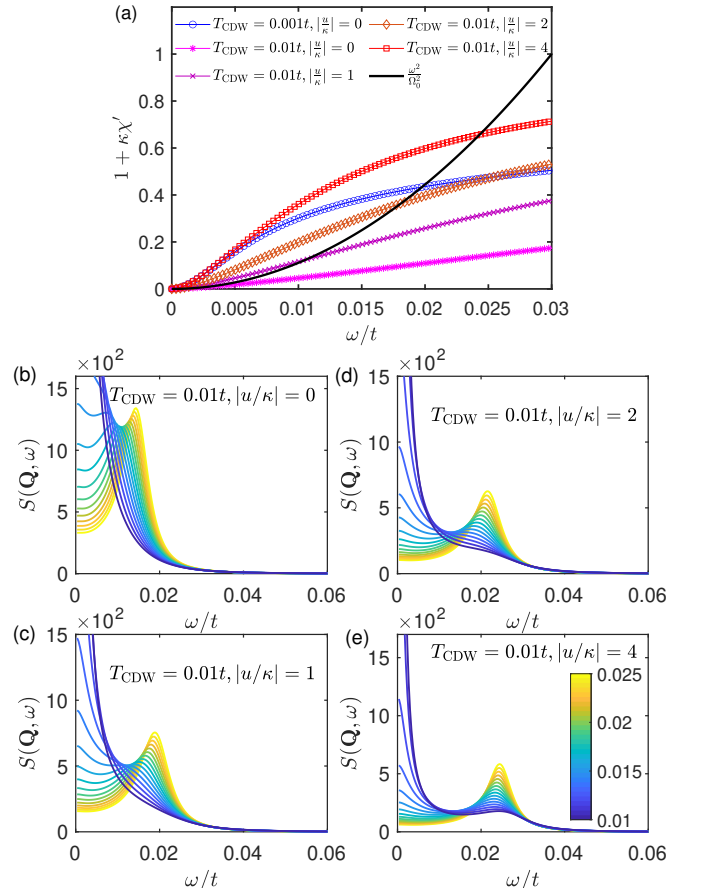 (a)
T_CDW = 0.001t, |u/κ| = 0
T_CDW = 0.01t, |u/κ| = 2
T_CDW = 0.01t, |u/κ| = 0
T_CDW = 0.01t, |u/κ| = 4
T_CDW = 0.01t, |u/κ| = 1
ω²/Ω₀²
1 + κχ′
1
0.8
0.6
0.4
0.2
0
0 0.005 0.01 0.015 0.02 0.025 0.03
ω/t
(b)
×10²
T_CDW = 0.01t, |u/κ| = 0
S(Q, ω)
15
10
5
0
0 0.02 0.04 0.06
ω/t
(d)
×10²
T_CDW = 0.01t, |u/κ| = 2
S(Q, ω)
15
10
5
0
0 0.02 0.04 0.06
ω/t
(c)
×10²
T_CDW = 0.01t, |u/κ| = 1
S(Q, ω)
15
10
5
0
0 0.02 0.04 0.06
ω/t
(e)
×10²
T_CDW = 0.01t, |u/κ| = 4
S(Q, ω)
15
10
5
0
0 0.02 0.04 0.06
ω/t
0.025
0.02
0.015
0.01